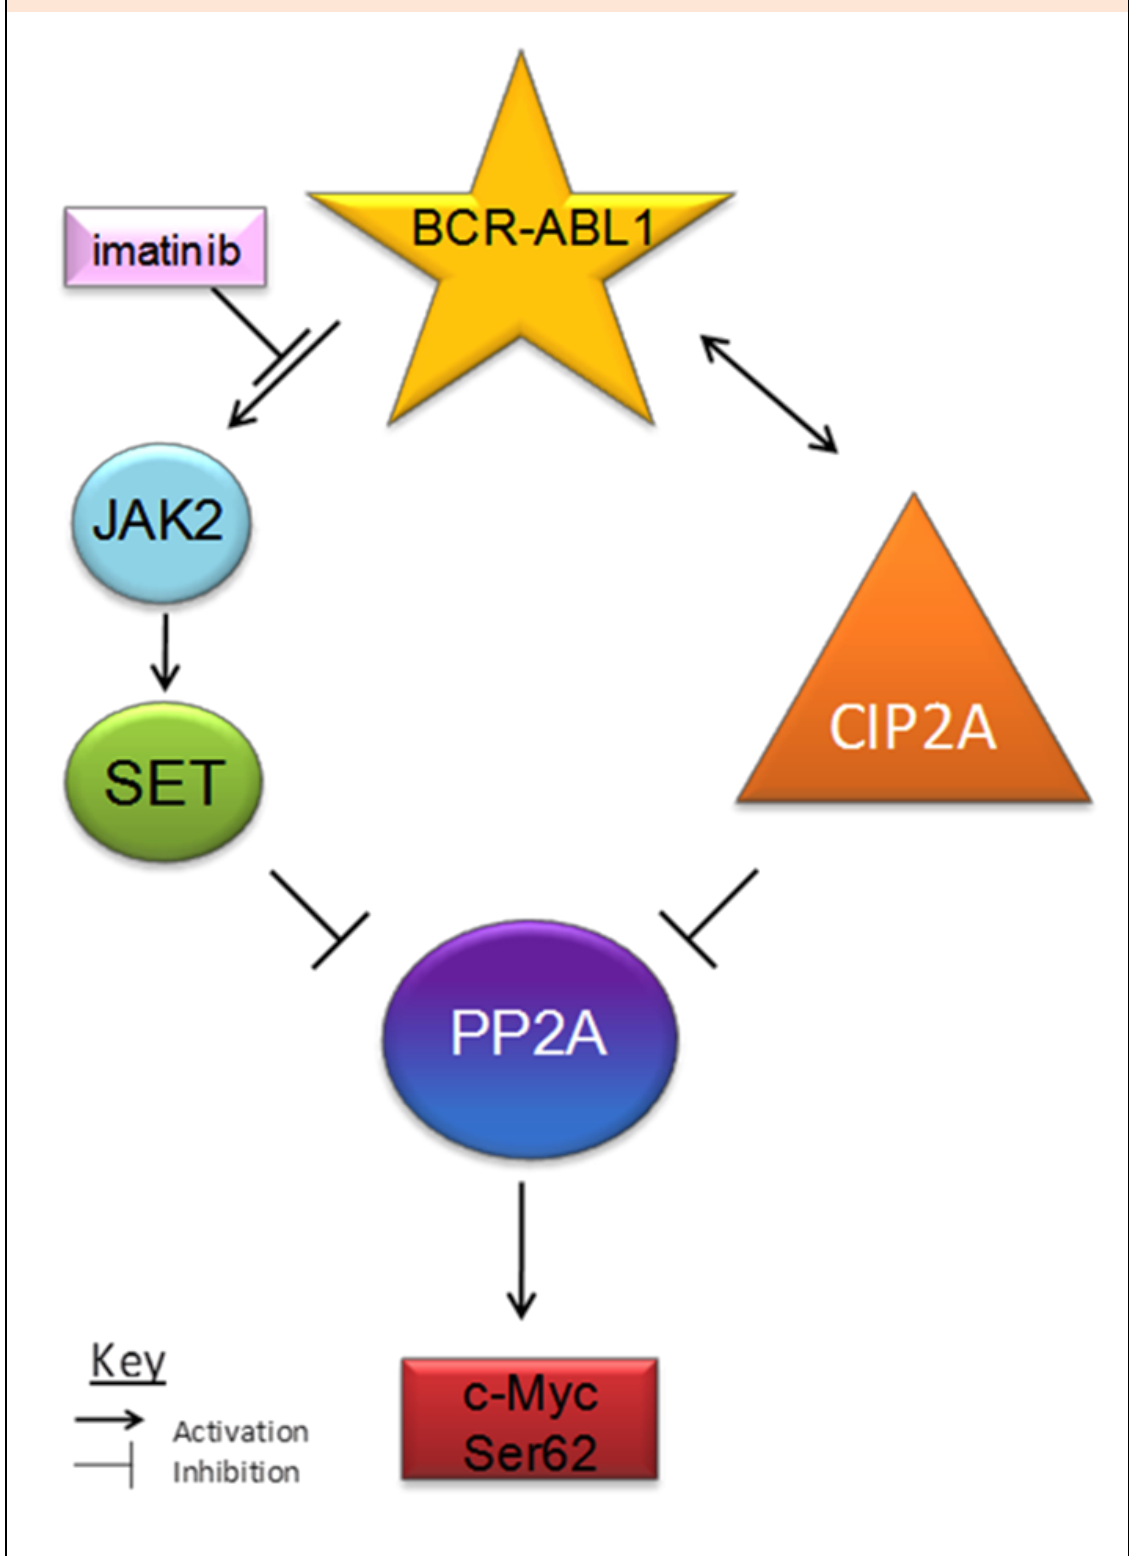 BCR-ABL1
imatinib
JAK2
SET
CIP2A
PP2A
c-Myc
Ser62
Key
Activation
Inhibition